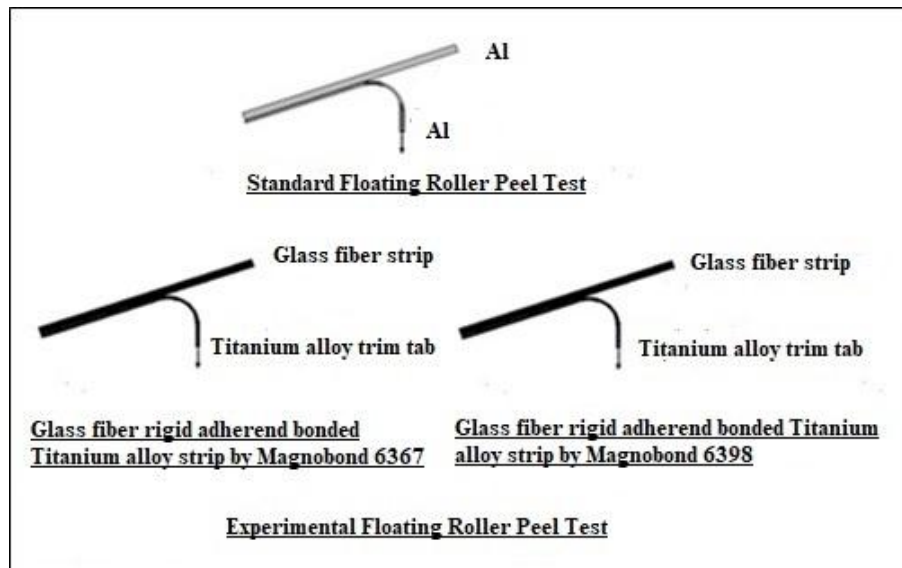 Al
Al
Standard Floating Roller Peel Test
Glass fiber strip
Titanium alloy trim tab
Glass fiber rigid adherend bonded
Titanium alloy strip by Magnobond 6367
Glass fiber strip
Titanium alloy trim tab
Glass fiber rigid adherend bonded Titanium
alloy strip by Magnobond 6398
Experimental Floating Roller Peel Test